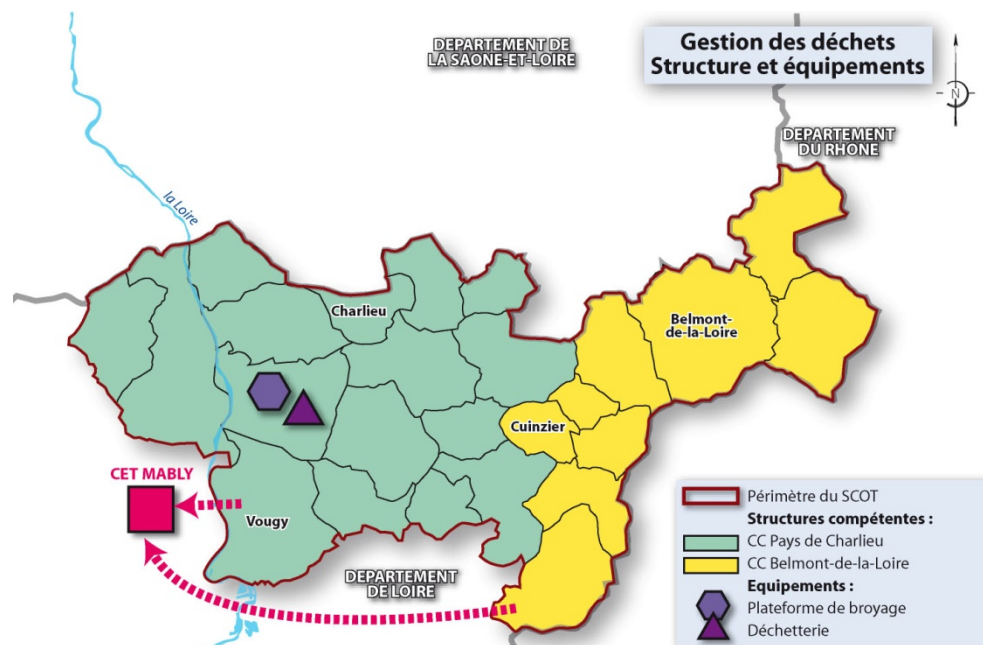 DEPARTEMENT DE
LA SAONE-ET-LOIRE
Gestion des déchets
Structure et équipements
N
DEPARTEMENT
DU RHONE
la Loire
Charlieu
Belmont-
de-la-Loire
Cuinzier
CET MABLY
Vougy
DEPARTEMENT
DE LOIRE
Périmètre du SCOT
Structures compétentes :
CC Pays de Charlieu
CC Belmont-de-la-Loire
Equipements :
Plateforme de broyage
Déchetterie